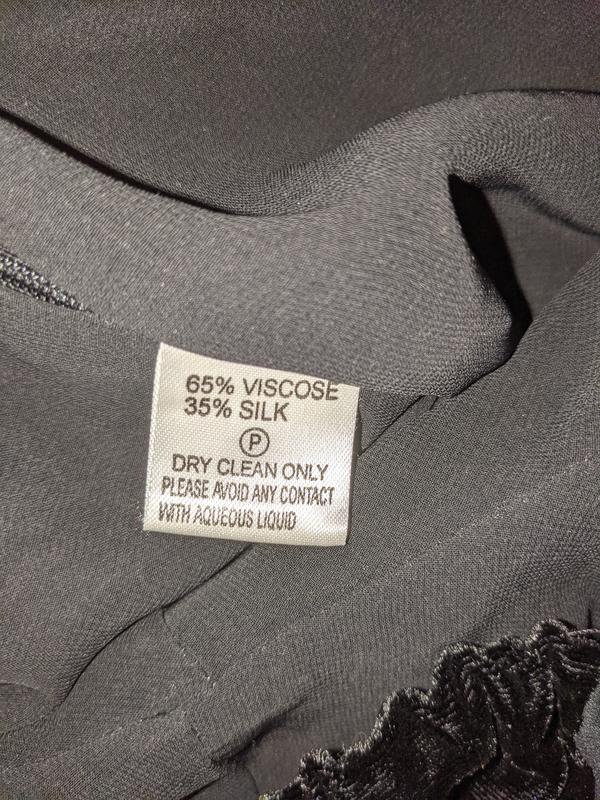 65% VISCOSE
35% SILK
P
DRY CLEAN ONLY
PLEASE AVOID ANY CONTACT
WITH AQUEOUS LIQUID